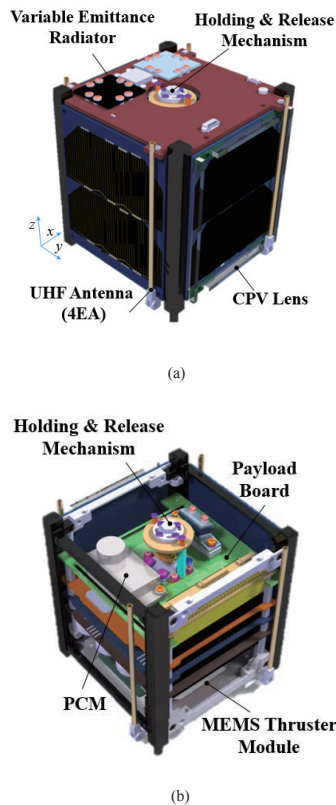 Variable Emittance
Radiator
Holding & Release
Mechanism
z
x
y
UHF Antenna
(4EA)
CPV Lens
(a)
Holding & Release
Mechanism
Payload
Board
PCM
MEMS Thruster
Module
(b)